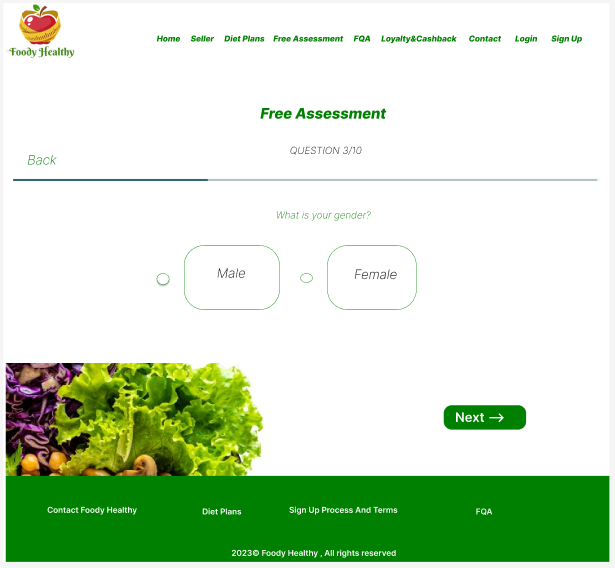 Foody Healthy
Home Seller Diet Plans Free Assessment FQA Loyalty&Cashback Contact Login Sign Up
Free Assessment
QUESTION 3/10
Back
What is your gender?
Male Female
Next →
Contact Foody Healthy Diet Plans Sign Up Process And Terms FQA
2023© Foody Healthy , All rights reserved